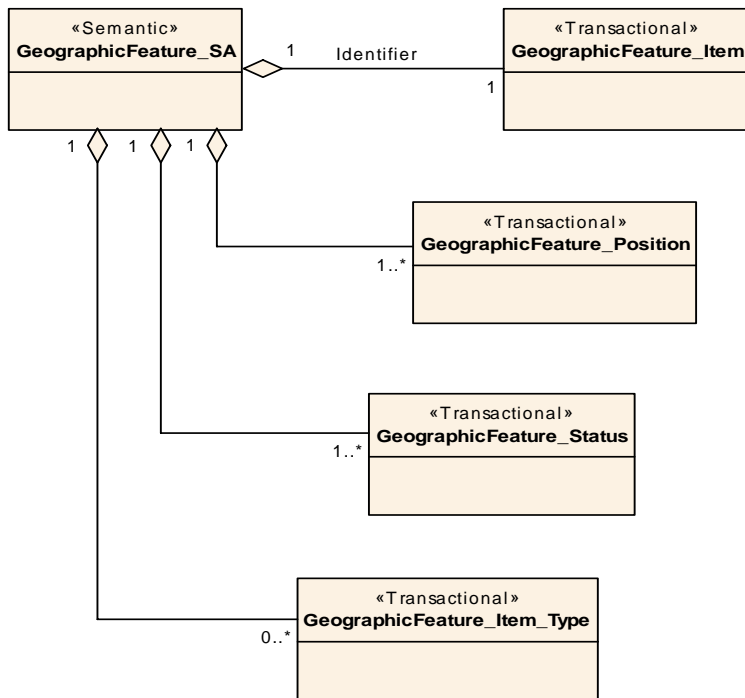 «Semantic»
GeographicFeature_SA
1
Identifier
«Transactional»
GeographicFeature_Item
1
1
1
1
«Transactional»
GeographicFeature_Position
1..*
«Transactional»
GeographicFeature_Status
1..*
«Transactional»
GeographicFeature_Item_Type
0..*